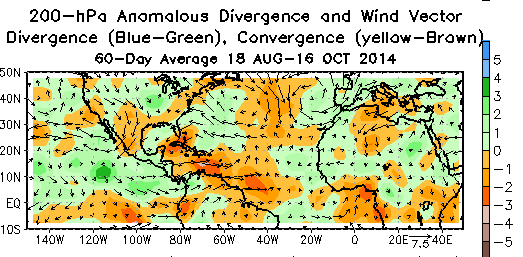 200-hPa Anomalous Divergence and Wind Vector
Divergence (Blue-Green), Convergence (yellow-Brown)
60-Day Average 18 AUG-16 OCT 2014
50N
40N
30N
20N
10N
EQ
10S
140W 120W 100W 80W 60W 40W 20W 0 20E 40E
7.5
5
4
3
2
1
0
-1
-2
-3
-4
-5